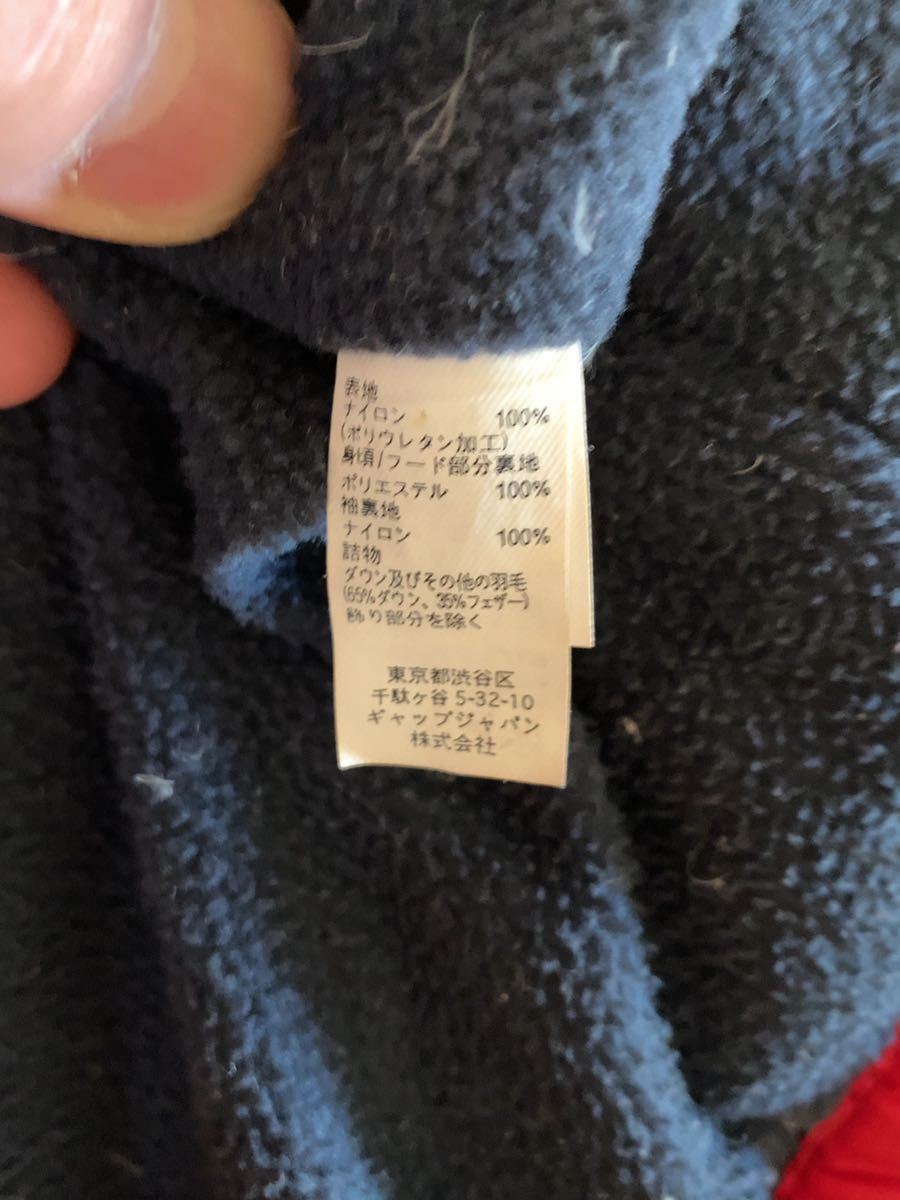 表地
ナイロン 100%
(ポリウレタン加工)
身頃/フード部分裏地
ポリエステル 100%
袖裏地
ナイロン 100%
詰物
ダウン及びその他の羽毛
(65%ダウン、35%フェザー)
飾り部分を除く
東京都渋谷区
千駄ヶ谷 5-32-10
ギャップジャパン
株式会社